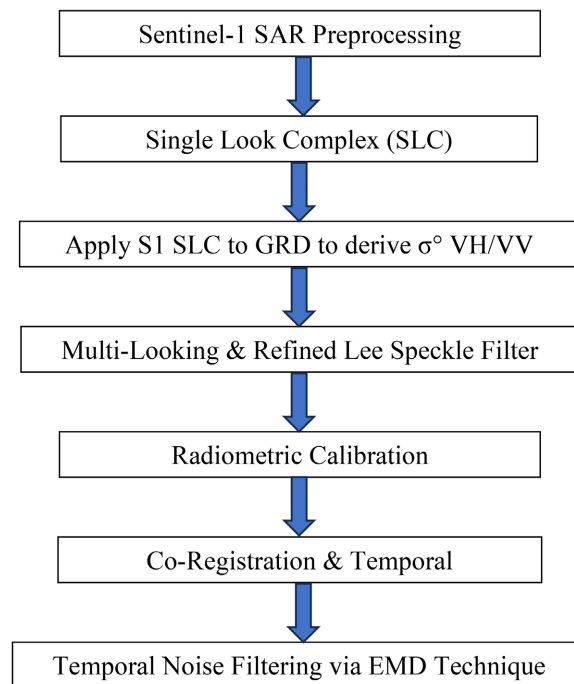 Sentinel-1 SAR Preprocessing
Single Look Complex (SLC)
Apply S1 SLC to GRD to derive σ° VH/VV
Multi-Looking & Refined Lee Speckle Filter
Radiometric Calibration
Co-Registration & Temporal
Temporal Noise Filtering via EMD Technique